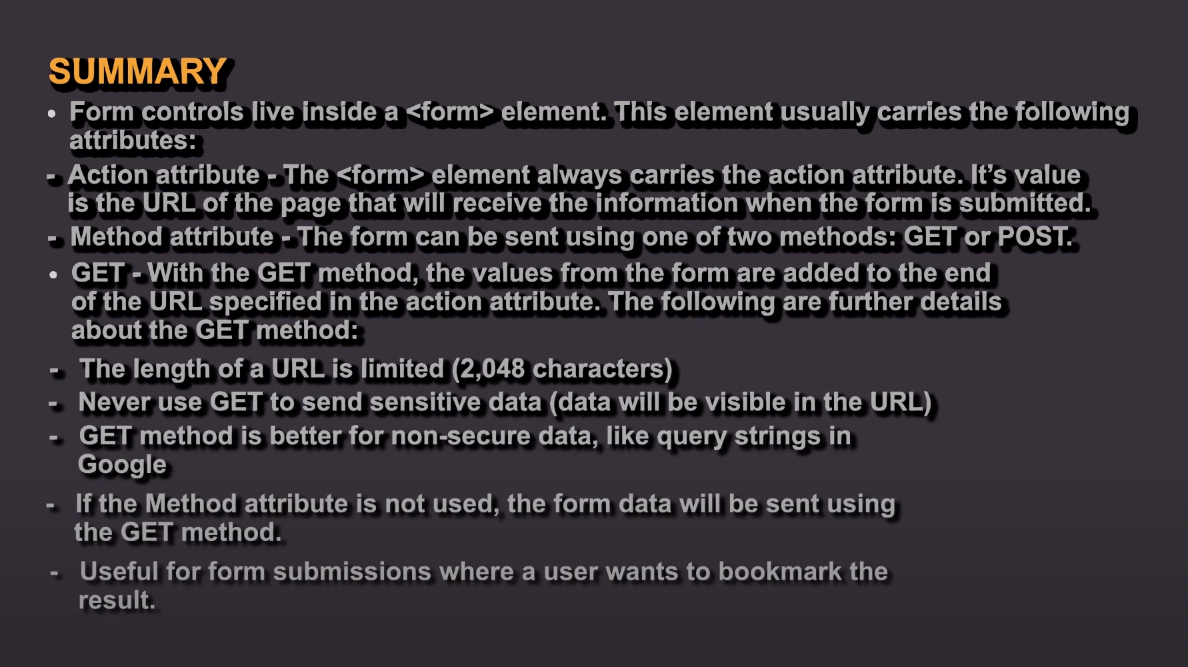 SUMMARY
• Form controls live inside a <form> element. This element usually carries the following
attributes:
- Action attribute - The <form> element always carries the action attribute. It’s value
is the URL of the page that will receive the information when the form is submitted.
- Method attribute - The form can be sent using one of two methods: GET or POST.
• GET - With the GET method, the values from the form are added to the end
of the URL specified in the action attribute. The following are further details
about the GET method:
- The length of a URL is limited (2,048 characters)
- Never use GET to send sensitive data (data will be visible in the URL)
- GET method is better for non-secure data, like query strings in
Google
- If the Method attribute is not used, the form data will be sent using
the GET method.
- Useful for form submissions where a user wants to bookmark the
result.